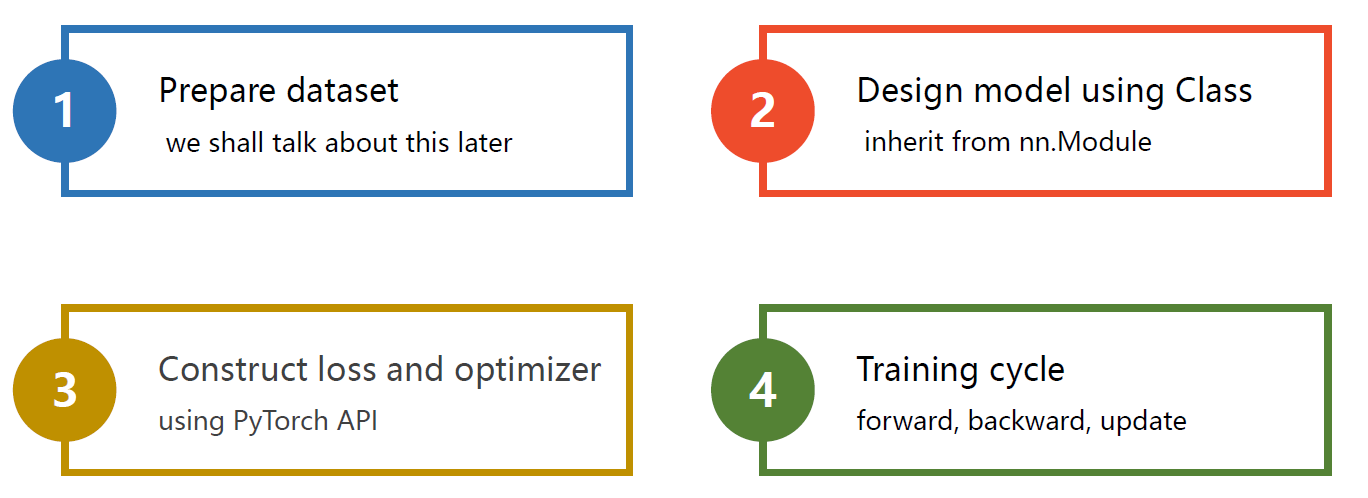 1
Prepare dataset
we shall talk about this later
2
Design model using Class
inherit from nn.Module
3
Construct loss and optimizer
using PyTorch API
4
Training cycle
forward, backward, update